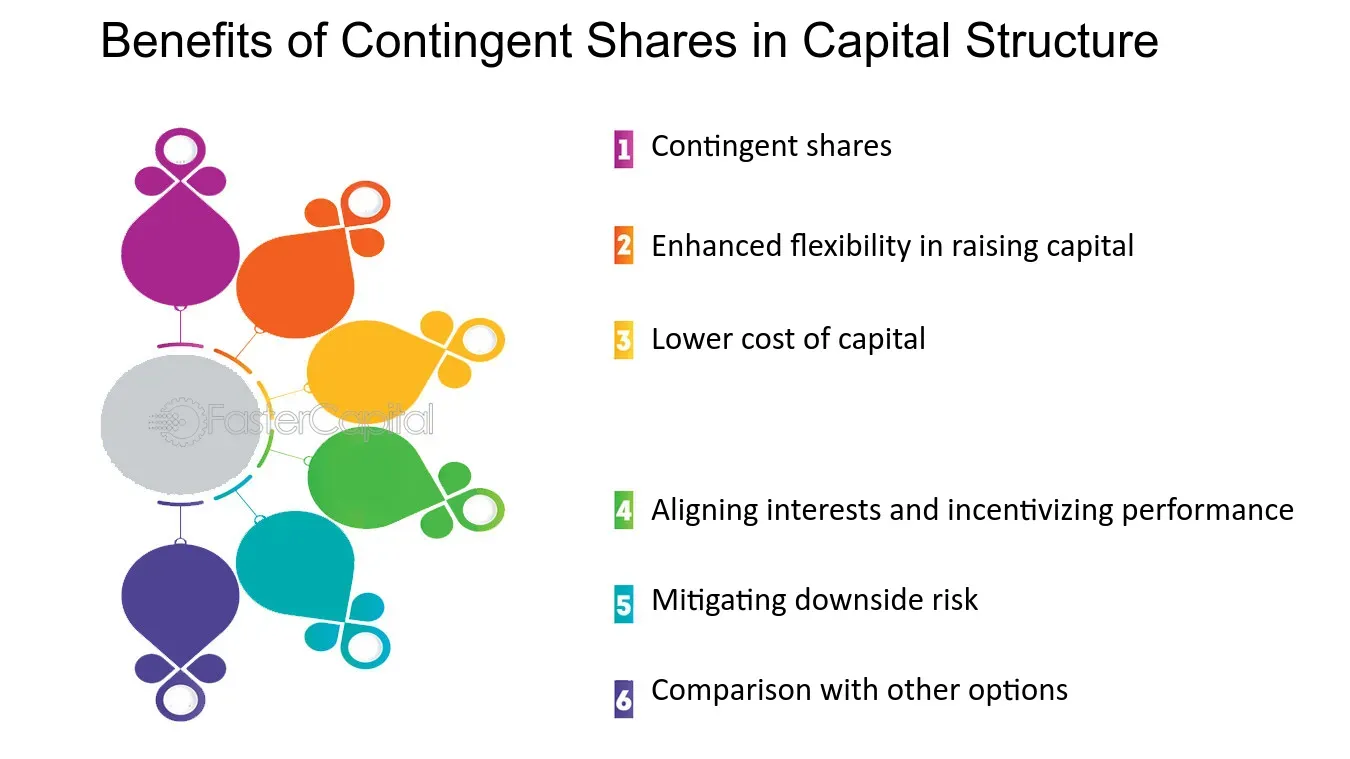 Benefits of Contingent Shares in Capital Structure
1 Contingent shares
2 Enhanced flexibility in raising capital
3 Lower cost of capital
FasterCapital
4 Aligning interests and incentivizing performance
5 Mitigating downside risk
6 Comparison with other options